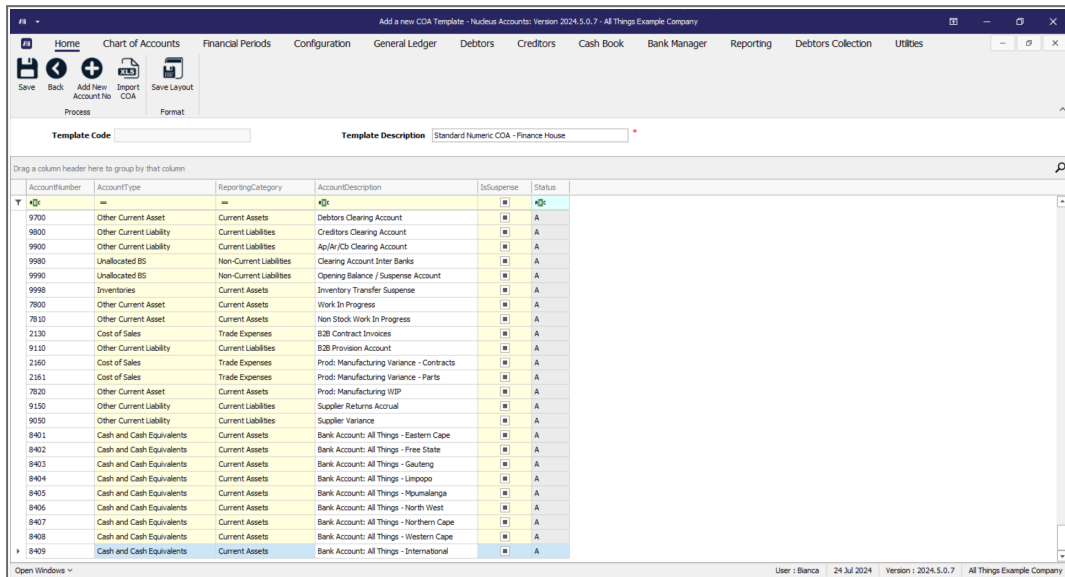 Add a new COA Template - Nucleus Accounts: Version 2024.5.0.7 - All Things Example Company
Home Chart of Accounts Financial Periods Configuration General Ledger Debtors Creditors Cash Book Bank Manager Reporting Debtors Collection Utilities
Save Back Add New Account No Import COA Save Layout
Process Format
Template Code Template Description Standard Numeric COA - Finance House *
Drag a column header here to group by that column
AccountNumber AccountType ReportingCategory AccountDescription IsSuspense Status
= =
9700 Other Current Asset Current Assets Debtors Clearing Account A
9800 Other Current Liability Current Liabilities Creditors Clearing Account A
9900 Other Current Liability Current Liabilities Ap/Ar/Cb Clearing Account A
9980 Unallocated BS Non-Current Liabilities Clearing Account Inter Banks A
9990 Unallocated BS Non-Current Liabilities Opening Balance / Suspense Account A
9998 Inventories Current Assets Inventory Transfer Suspense A
7800 Other Current Asset Current Assets Work In Progress A
7810 Other Current Asset Current Assets Non Stock Work In Progress A
2130 Cost of Sales Trade Expenses B2B Contract Invoices A
9110 Other Current Liability Current Liabilities B2B Provision Account A
2160 Cost of Sales Trade Expenses Prod: Manufacturing Variance - Contracts A
2161 Cost of Sales Trade Expenses Prod: Manufacturing Variance - Parts A
7820 Other Current Asset Current Assets Prod: Manufacturing WIP A
9150 Other Current Liability Current Liabilities Supplier Returns Accrual A
9050 Other Current Liability Current Liabilities Supplier Variance A
8401 Cash and Cash Equivalents Current Assets Bank Account: All Things - Eastern Cape A
8402 Cash and Cash Equivalents Current Assets Bank Account: All Things - Free State A
8403 Cash and Cash Equivalents Current Assets Bank Account: All Things - Gauteng A
8404 Cash and Cash Equivalents Current Assets Bank Account: All Things - Limpopo A
8405 Cash and Cash Equivalents Current Assets Bank Account: All Things - Mpumalanga A
8406 Cash and Cash Equivalents Current Assets Bank Account: All Things - North West A
8407 Cash and Cash Equivalents Current Assets Bank Account: All Things - Northern Cape A
8408 Cash and Cash Equivalents Current Assets Bank Account: All Things - Western Cape A
8409 Cash and Cash Equivalents Current Assets Bank Account: All Things - International A
Open Windows User : Bianca 24 Jul 2024 Version : 2024.5.0.7 All Things Example Company